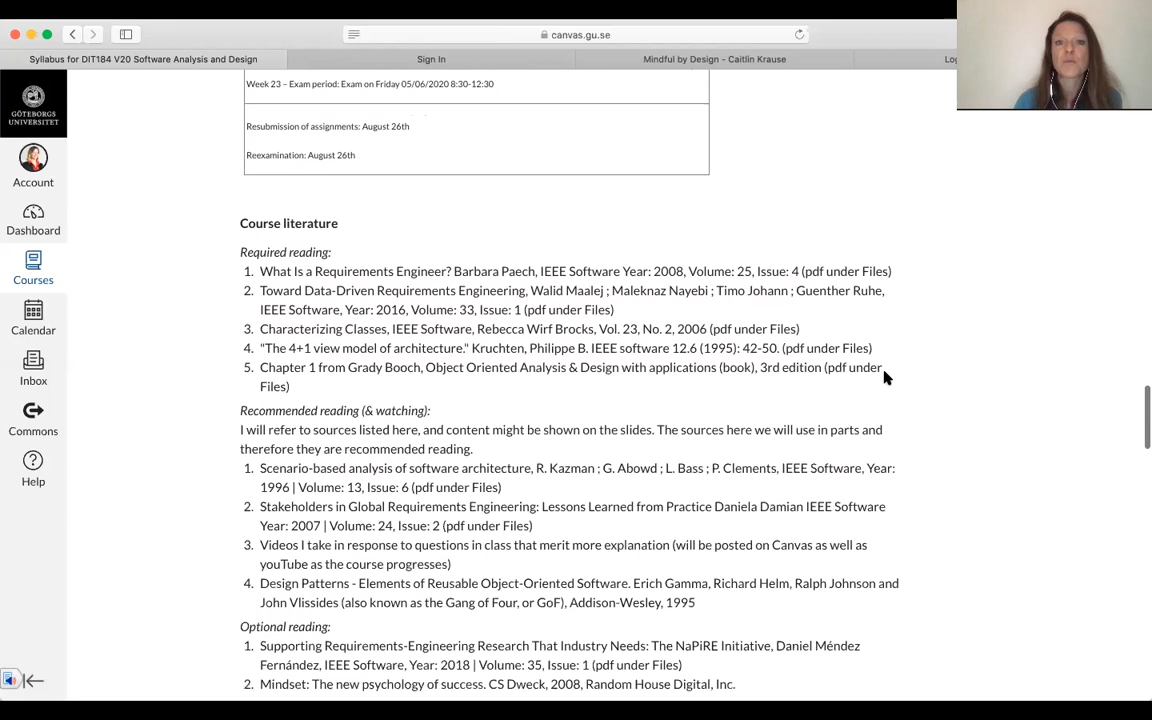 canvas.gu.se
Syllabus for DIT184 V20 Software Analysis and Design
Sign In
Mindful by Design - Caitlin Krause
GÖTEBORGS
UNIVERSITET
Account
Dashboard
Courses
Calendar
Inbox
Commons
Help
Week 23 – Exam period: Exam on Friday 05/06/2020 8:30-12:30
Resubmission of assignments: August 26th
Reexamination: August 26th
Course literature
Required reading:
1. What Is a Requirements Engineer? Barbara Paech, IEEE Software Year: 2008, Volume: 25, Issue: 4 (pdf under Files)
2. Toward Data-Driven Requirements Engineering, Walid Maalej ; Maleknaz Nayebi ; Timo Johann ; Guenther Ruhe,
IEEE Software, Year: 2016, Volume: 33, Issue: 1 (pdf under Files)
3. Characterizing Classes, IEEE Software, Rebecca Wirf Brocks, Vol. 23, No. 2, 2006 (pdf under Files)
4. "The 4+1 view model of architecture." Kruchten, Philippe B. IEEE software 12.6 (1995): 42-50. (pdf under Files)
5. Chapter 1 from Grady Booch, Object Oriented Analysis & Design with applications (book), 3rd edition (pdf under
Files)
Recommended reading (& watching):
I will refer to sources listed here, and content might be shown on the slides. The sources here we will use in parts and
therefore they are recommended reading.
1. Scenario-based analysis of software architecture, R. Kazman ; G. Abowd ; L. Bass ; P. Clements, IEEE Software, Year:
1996 | Volume: 13, Issue: 6 (pdf under Files)
2. Stakeholders in Global Requirements Engineering: Lessons Learned from Practice Daniela Damian IEEE Software
Year: 2007 | Volume: 24, Issue: 2 (pdf under Files)
3. Videos I take in response to questions in class that merit more explanation (will be posted on Canvas as well as
youTube as the course progresses)
4. Design Patterns - Elements of Reusable Object-Oriented Software. Erich Gamma, Richard Helm, Ralph Johnson and
John Vlissides (also known as the Gang of Four, or GoF), Addison-Wesley, 1995
Optional reading:
1. Supporting Requirements-Engineering Research That Industry Needs: The NaPiRE Initiative, Daniel Méndez
Fernández, IEEE Software, Year: 2018 | Volume: 35, Issue: 1 (pdf under Files)
2. Mindset: The new psychology of success. CS Dweck, 2008, Random House Digital, Inc.